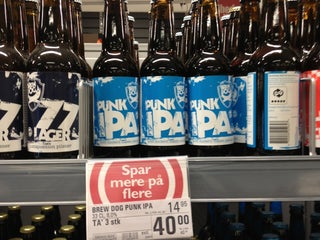 77
LAGER
PUNK
IPA
PUNK
IPA
PUNK
IPA
Spar
mere på
flere
BREW DOG PUNK IPA 14 95
TA' 3 stk 40 00